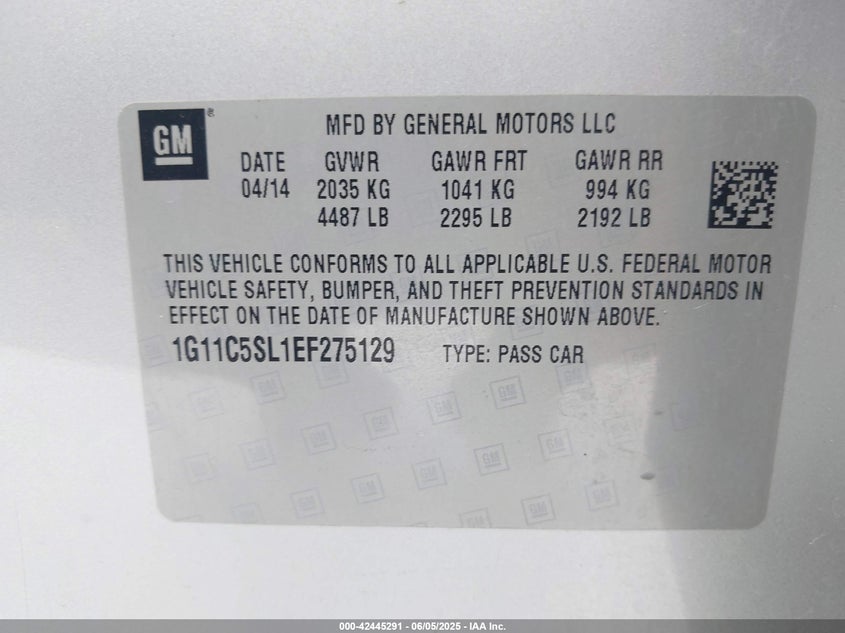 GM®
MFD BY GENERAL MOTORS LLC
DATE GVWR GAWR FRT GAWR RR
04/14 2035 KG 1041 KG 994 KG
4487 LB 2295 LB 2192 LB
THIS VEHICLE CONFORMS TO ALL APPLICABLE U.S. FEDERAL MOTOR
VEHICLE SAFETY, BUMPER, AND THEFT PREVENTION STANDARDS IN
EFFECT ON THE DATE OF MANUFACTURE SHOWN ABOVE.
1G11C5SL1EF275129 TYPE: PASS CAR
000-42445291 - 06/05/2025 - IAA Inc.